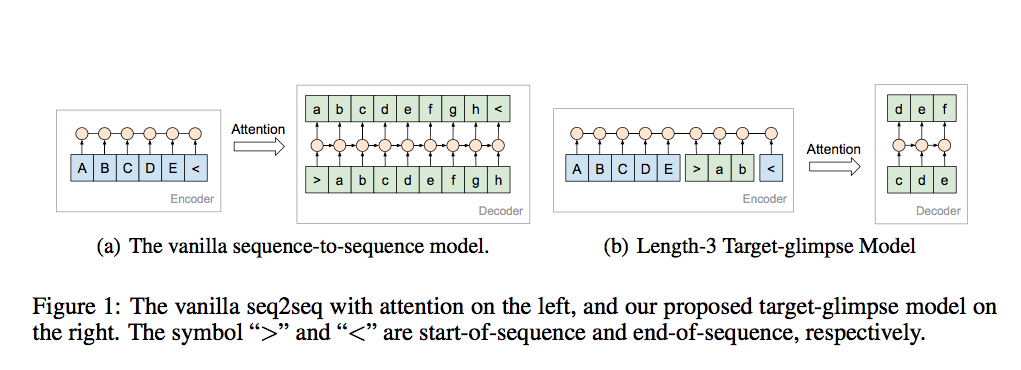 a b c d e f g h <
Attention
A B C D E <
Encoder
> a b c d e f g h
Decoder
(a) The vanilla sequence-to-sequence model.
d e f
Attention
A B C D E > a b <
Encoder
c d e
Decoder
(b) Length-3 Target-glimpse Model
Figure 1: The vanilla seq2seq with attention on the left, and our proposed target-glimpse model on
the right. The symbol “>” and “<” are start-of-sequence and end-of-sequence, respectively.